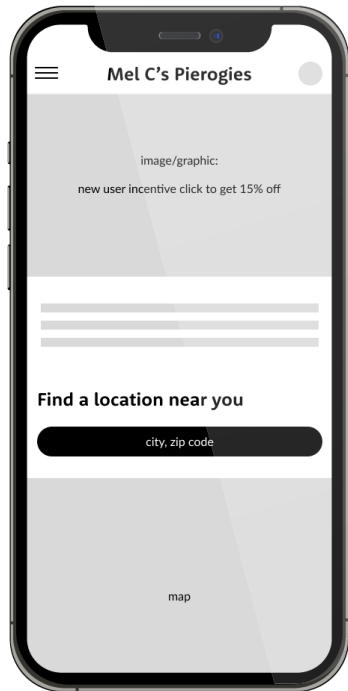 Mel C's Pierogies
image/graphic:
new user incentive click to get 15% off
Find a location near you
city, zip code
map